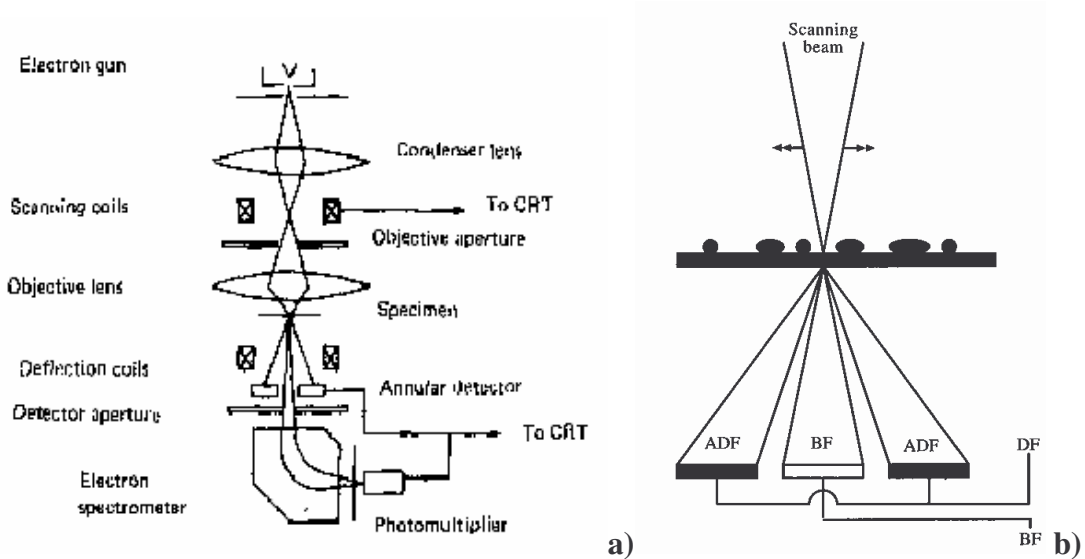 Electron gun
Condenser lens
Scanning coils
To CRT
Objective aperture
Objective lens
Specimen
Deflection coils
Annular detector
Detector aperture
To CRT
Electron
spectrometer
Photomultiplier
a)
Scanning
beam
ADF
BF
ADF
DF
BF
b)